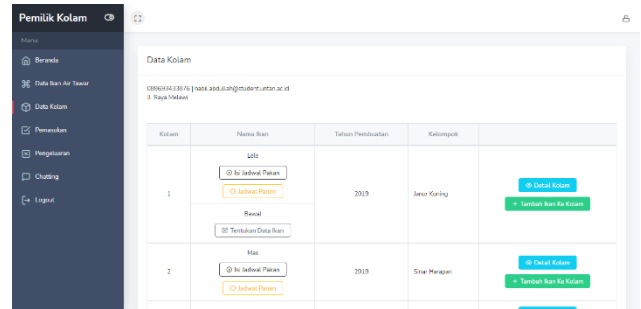 Pemilik Kolam
Menu
Beranda
Data Ikan Air Tawar
Data Kolam
Pemasukan
Pengeluaran
Chatting
Logout
Data Kolam
089693433976 | nabil.abdullah@student.untan.ac.id
Jl. Raya Melawi
Kolam Nama Ikan Tahun Pembuatan Kelompok
Lele
Isi Jadwal Pakan
Jadwal Panen
1 2019 Janur Kuning
Detail Kolam
+ Tambah Ikan Ke Kolam
Bawal
Tentukan Data Ikan
Mas
Isi Jadwal Pakan
Jadwal Panen
2 2019 Sinar Harapan
Detail Kolam
+ Tambah Ikan Ke Kolam